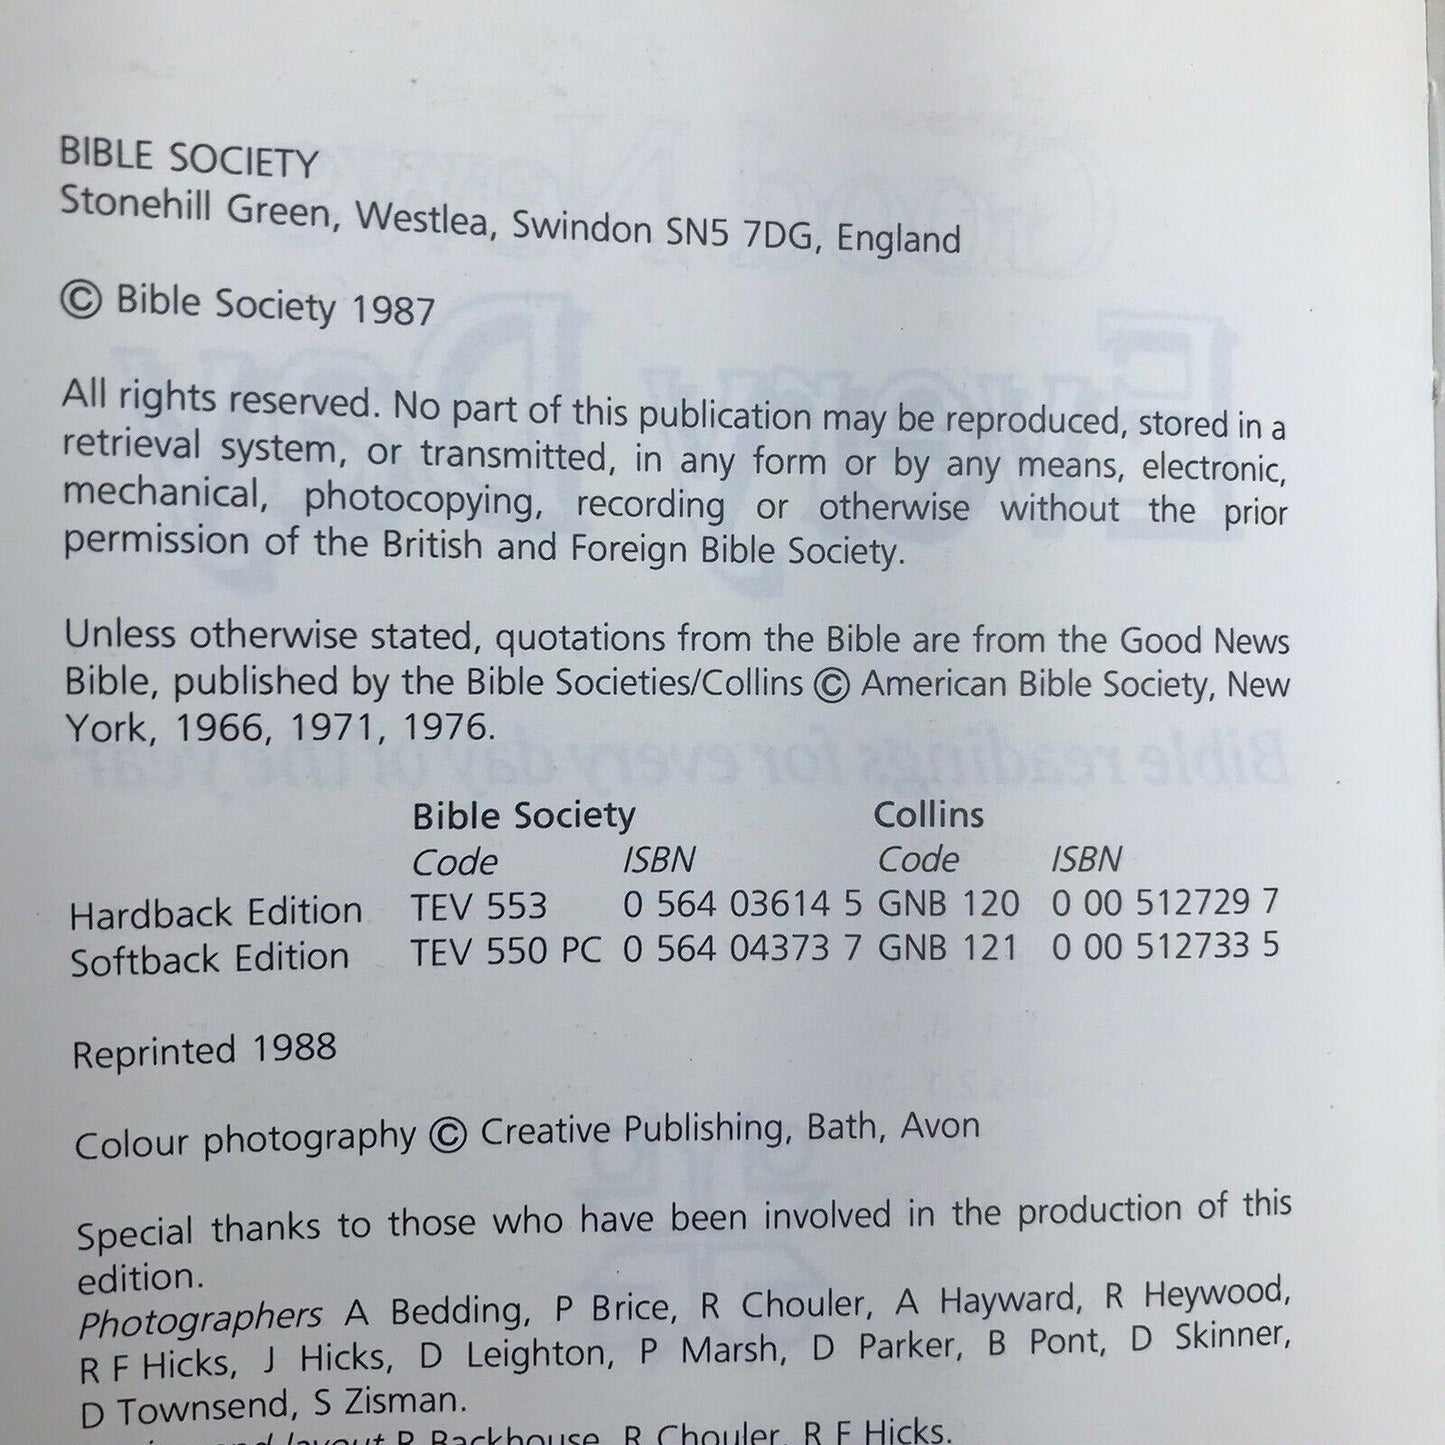 BIBLE SOCIETY
Stonehill Green, Westlea, Swindon SN5 7DG, England
© Bible Society 1987
All rights reserved. No part of this publication may be reproduced, stored in a
retrieval system, or transmitted, in any form or by any means, electronic,
mechanical, photocopying, recording or otherwise without the prior
permission of the British and Foreign Bible Society.
Unless otherwise stated, quotations from the Bible are from the Good News
Bible, published by the Bible Societies/Collins © American Bible Society, New
York, 1966, 1971, 1976.
Bible Society Collins
Code ISBN Code ISBN
Hardback Edition TEV 553 0 564 03614 5 GNB 120 0 00 512729 7
Softback Edition TEV 550 PC 0 564 04373 7 GNB 121 0 00 512733 5
Reprinted 1988
Colour photography © Creative Publishing, Bath, Avon
Special thanks to those who have been involved in the production of this
edition.
Photographers A Bedding, P Brice, R Chouler, A Hayward, R Heywood,
R F Hicks, J Hicks, D Leighton, P Marsh, D Parker, B Pont, D Skinner,
D Townsend, S Zisman.
and layout P Backhouse, R Chouler, R F Hicks.